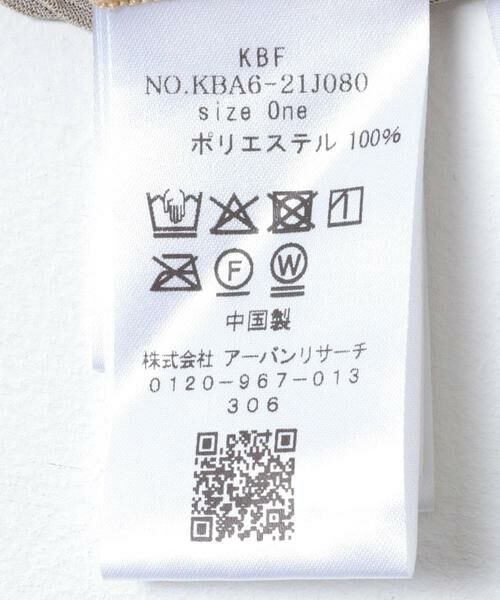 KBF
NO.KBA6-21J080
size One
ポリエステル 100%
F W
中国製
株式会社 アーバンリサーチ
0120-967-013
306